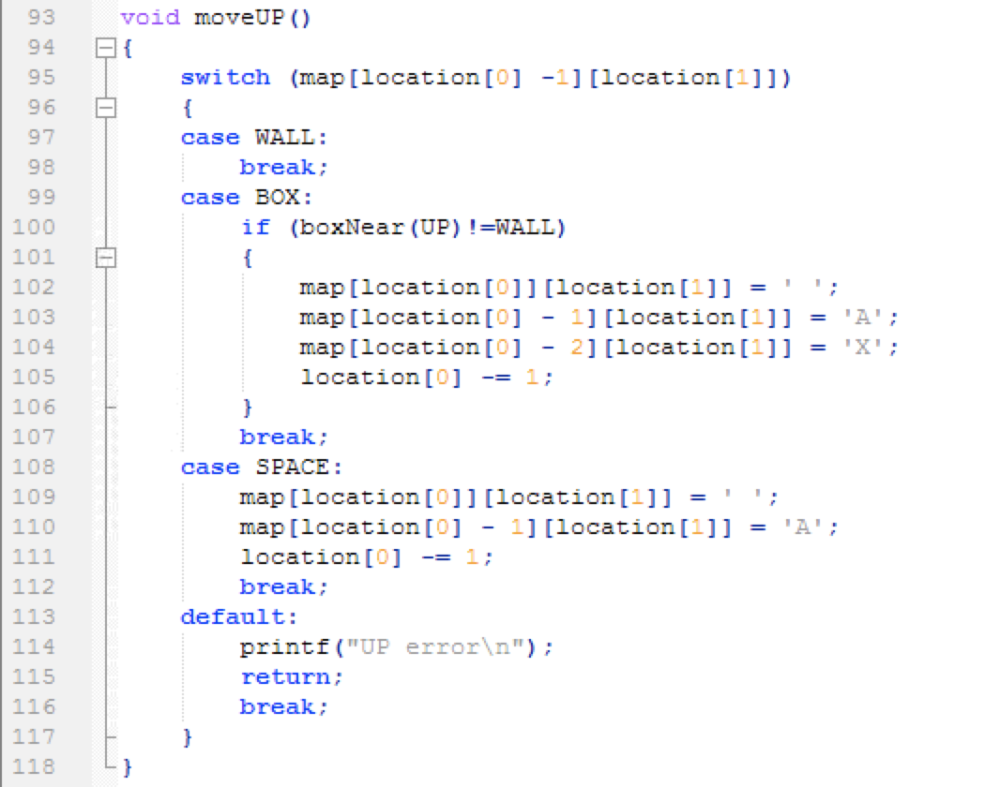 93 void moveUP()
94 {
95     switch (map[location[0] -1][location[1]])
96     {
97     case WALL:
98         break;
99     case BOX:
100         if (boxNear(UP)!=WALL)
101         {
102             map[location[0]][location[1]] = ' ';
103             map[location[0] - 1][location[1]] = 'A';
104             map[location[0] - 2][location[1]] = 'X';
105             location[0] -= 1;
106         }
107         break;
108     case SPACE:
109         map[location[0]][location[1]] = ' ';
110         map[location[0] - 1][location[1]] = 'A';
111         location[0] -= 1;
112         break;
113     default:
114         printf("UP error\n");
115         return;
116         break;
117     }
118 }